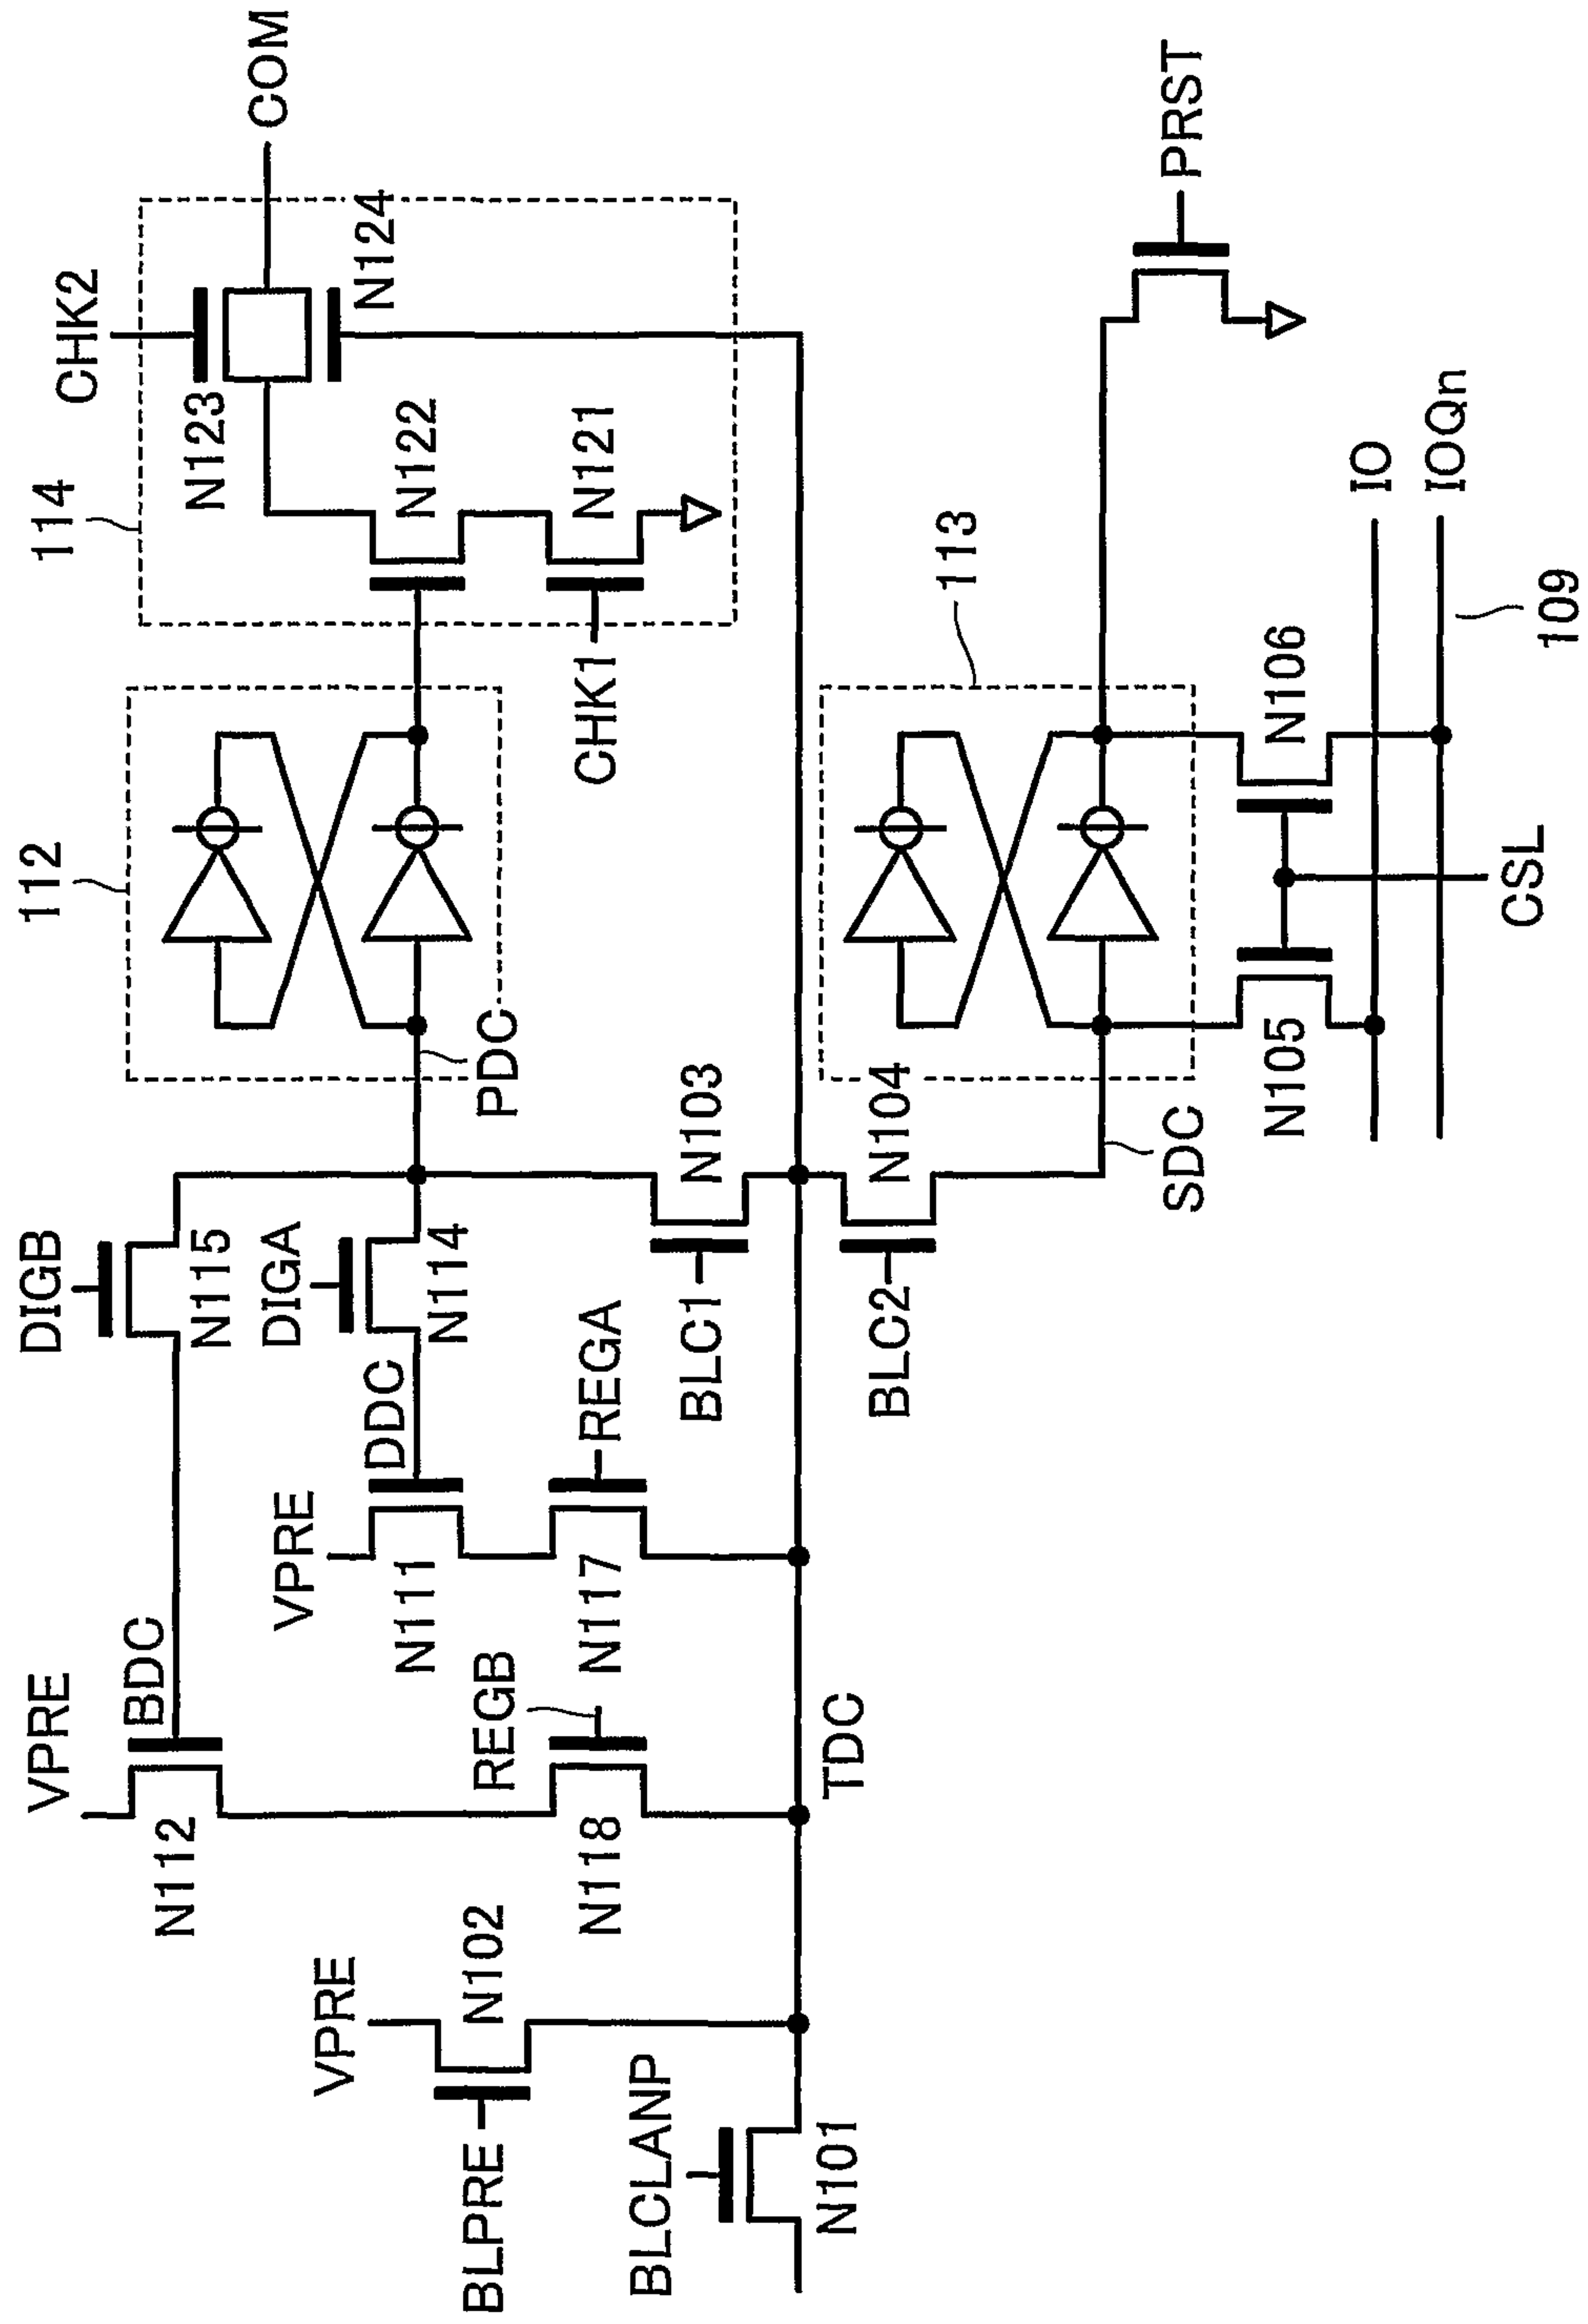 COM
CHK2
N123
N124
114
N122
N121
CHK1
PRST
112
PDC
113
IO
IOQn
109
N106
N105
CSL
SDC
N103
N104
BLC1
BLC2
DIGB
N115
DIGA
N114
DDC
REGA
VPRE
N111
N117
BDC
VPRE
N112
REGB
N118
TDC
VPRE
N102
BLPRE
BLCLANP
N101